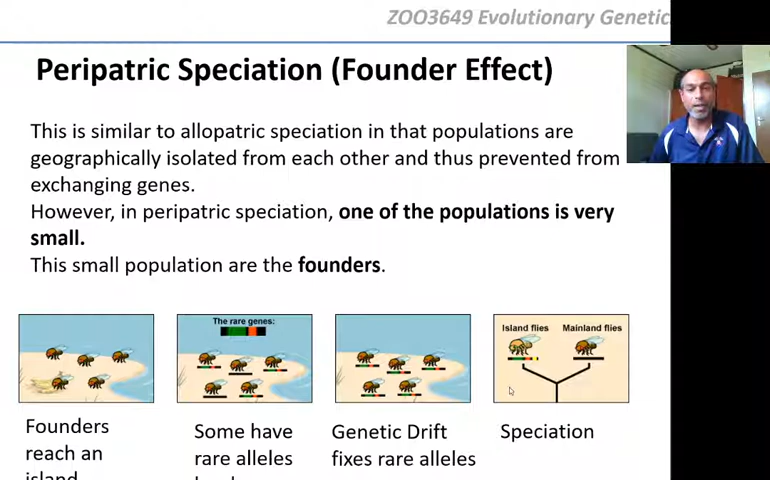 ZOO3649 Evolutionary Genetic
Peripatric Speciation (Founder Effect)
This is similar to allopatric speciation in that populations are
geographically isolated from each other and thus prevented from
exchanging genes.
However, in peripatric speciation, one of the populations is very
small.
This small population are the founders.
The rare genes:
Island flies Mainland flies
Founders
reach an
island
Some have
rare alleles
Genetic Drift
fixes rare alleles
Speciation